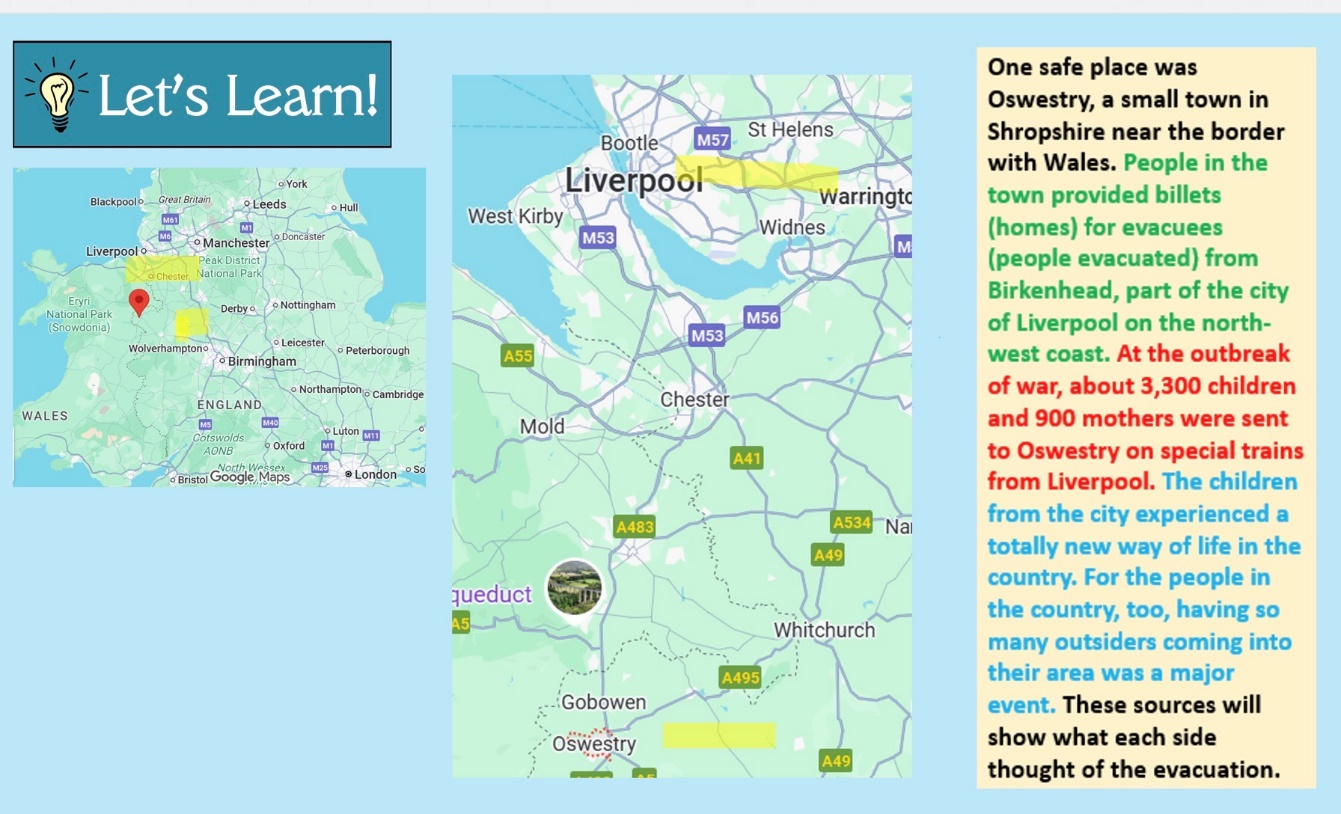 Let's Learn!
York
Blackpool
Great Britain
Leeds
Hull
M61
M6
M1
Liverpool
Manchester
Doncaster
Peak District
National Park
Chester
Eryri
National Park
(Snowdonia)
Derby
Nottingham
Wolverhampton
Leicester
Peterborough
Birmingham
Northampton
Cambridge
ENGLAND
WALES
M5
M40
Luton
M11
Cotswolds
AONB
Oxford
M1
North Wessex
M25
London
So
Bristol
Google Maps
Bootle
M57
St Helens
Liverpool
Warringto
West Kirby
Widnes
M53
M56
M53
A55
Chester
Mold
A41
A483
A534
Na
A49
queduct
A5
Whitchurch
A495
Gobowen
Oswestry
A49
A5
One safe place was
Oswestry, a small town in
Shropshire near the border
with Wales. People in the
town provided billets
(homes) for evacuees
(people evacuated) from
Birkenhead, part of the city
of Liverpool on the north-
west coast. At the outbreak
of war, about 3,300 children
and 900 mothers were sent
to Oswestry on special trains
from Liverpool. The children
from the city experienced a
totally new way of life in the
country. For the people in
the country, too, having so
many outsiders coming into
their area was a major
event. These sources will
show what each side
thought of the evacuation.